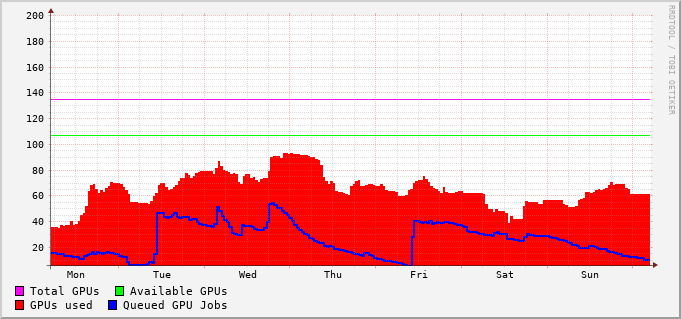 200
180
160
140
120
100
80
60
40
20
Mon Tue Wed Thu Fri Sat Sun
Total GPUs Available GPUs
GPUs used Queued GPU Jobs
RRDTOOL / TOBI OETIKER